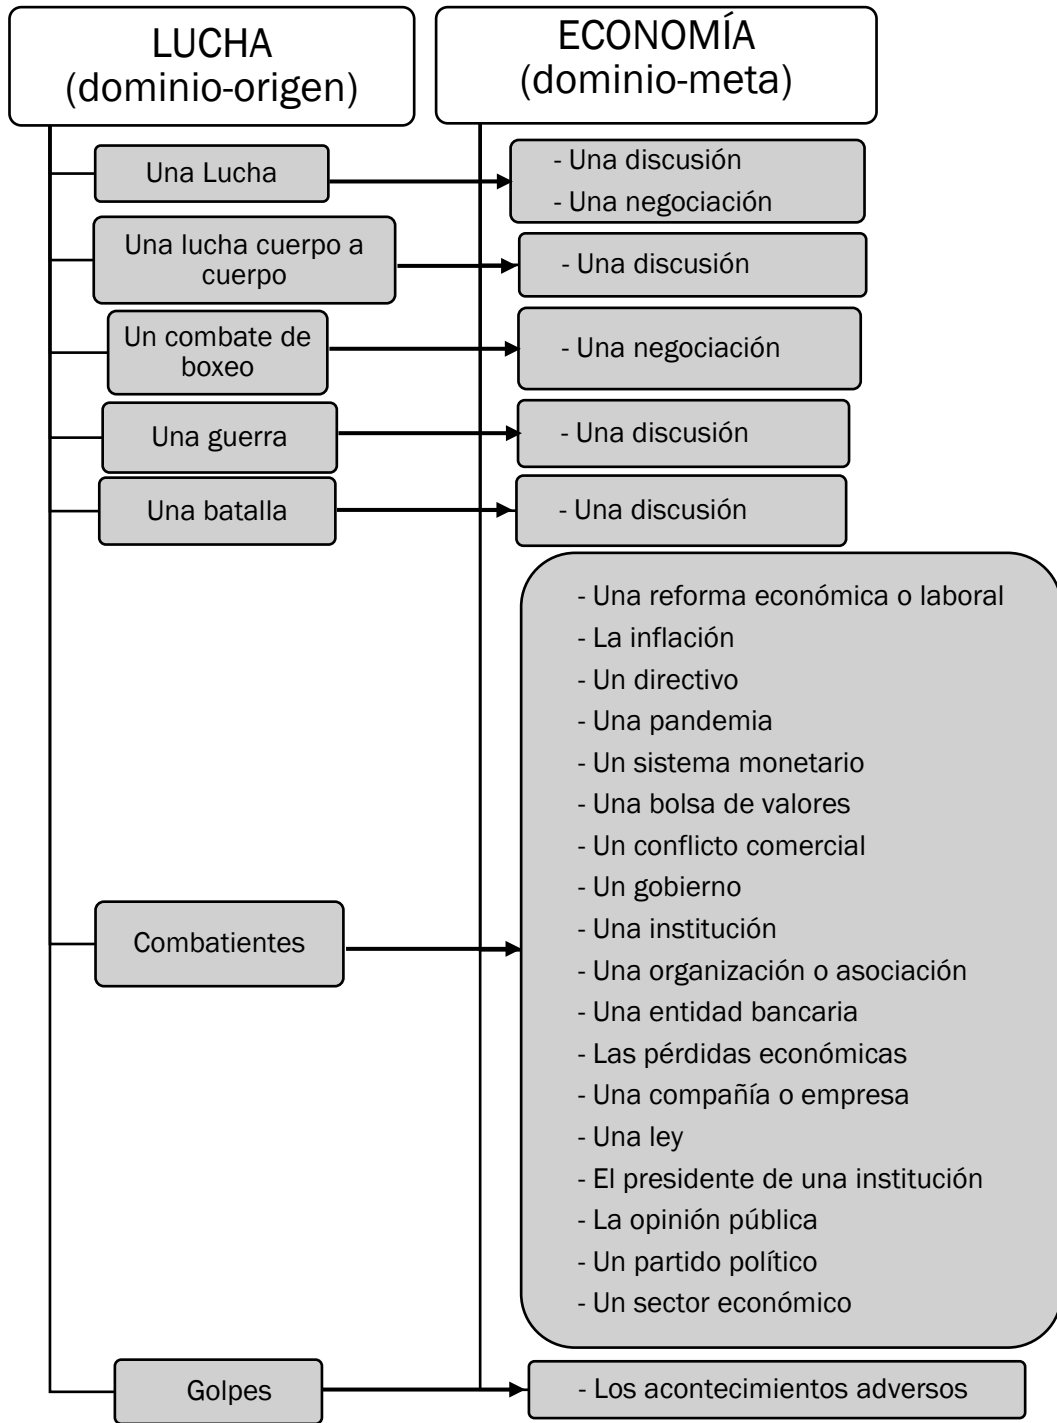 LUCHA
(dominio-origen)
ECONOMÍA
(dominio-meta)
Una Lucha
- Una discusión
- Una negociación
Una lucha cuerpo a
cuerpo
- Una discusión
Un combate de
boxeo
- Una negociación
Una guerra
- Una discusión
Una batalla
- Una discusión
Combatientes
- Una reforma económica o laboral
- La inflación
- Un directivo
- Una pandemia
- Un sistema monetario
- Una bolsa de valores
- Un conflicto comercial
- Un gobierno
- Una institución
- Una organización o asociación
- Una entidad bancaria
- Las pérdidas económicas
- Una compañía o empresa
- Una ley
- El presidente de una institución
- La opinión pública
- Un partido político
- Un sector económico
Golpes
- Los acontecimientos adversos